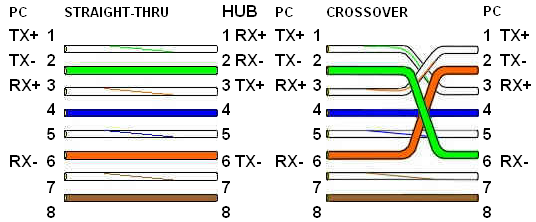 PC STRAIGHT-THRU HUB PC CROSSOVER PC
TX+ 1 1 RX+ TX+ 1 1 TX+
TX- 2 2 RX- TX- 2 2 TX-
RX+ 3 3 TX+ RX+ 3 3 RX+
4 4 4 4
5 5 5 5
RX- 6 6 TX- RX- 6 6 RX-
7 7 7 7
8 8 8 8